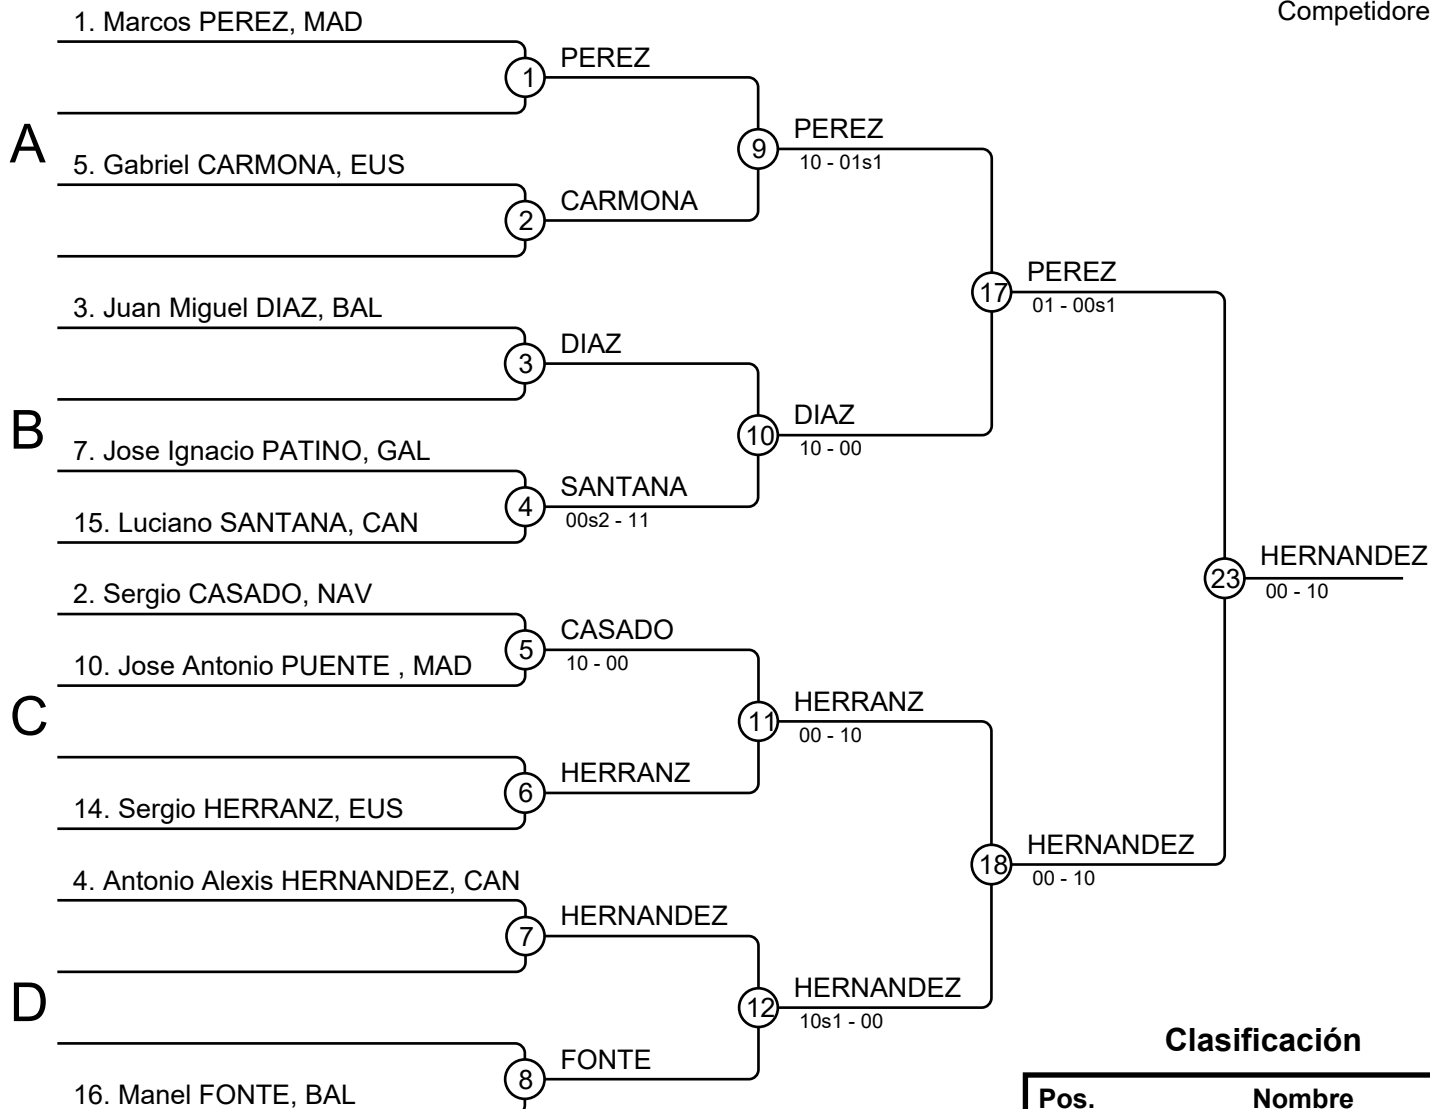 Competidore
1. Marcos PEREZ, MAD
1
PEREZ
A
9
PEREZ
10 - 01s1
5. Gabriel CARMONA, EUS
2
CARMONA
17
PEREZ
01 - 00s1
3. Juan Miguel DIAZ, BAL
3
DIAZ
B
10
DIAZ
10 - 00
7. Jose Ignacio PATINO, GAL
4
SANTANA
00s2 - 11
15. Luciano SANTANA, CAN
23
HERNANDEZ
00 - 10
2. Sergio CASADO, NAV
5
CASADO
10 - 00
10. Jose Antonio PUENTE , MAD
C
11
HERRANZ
00 - 10
6
HERRANZ
14. Sergio HERRANZ, EUS
18
HERNANDEZ
00 - 10
4. Antonio Alexis HERNANDEZ, CAN
7
HERNANDEZ
D
12
HERNANDEZ
10s1 - 00
8
FONTE
16. Manel FONTE, BAL
Clasificación
Pos. Nombre